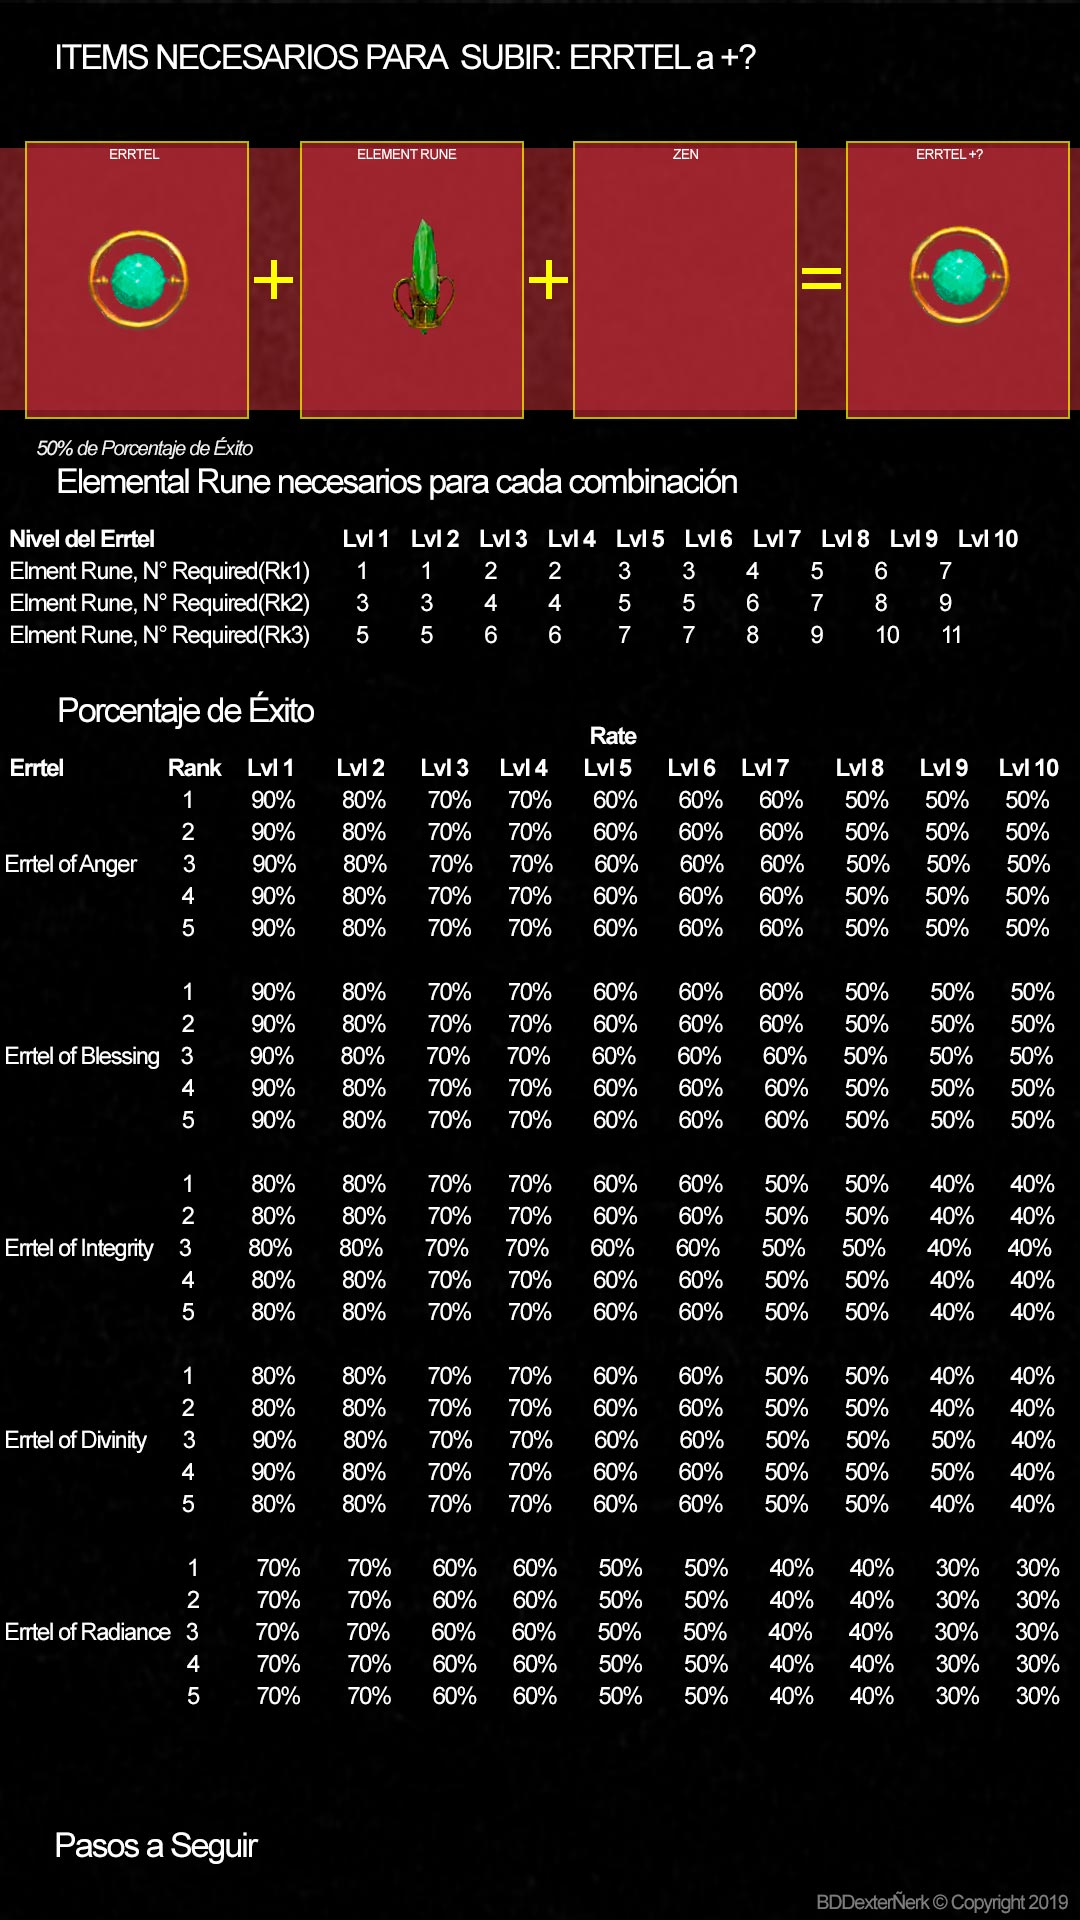 ITEMS NECESARIOS PARA SUBIR: ERRTEL a +?
ERRTEL ELEMENT RUNE ZEN ERRTEL +?
+ + =
50% de Porcentaje de Éxito
Elemental Rune necesarios para cada combinación
Nivel del Errtel Lvl 1 Lvl 2 Lvl 3 Lvl 4 Lvl 5 Lvl 6 Lvl 7 Lvl 8 Lvl 9 Lvl 10
Elment Rune, N° Required(Rk1) 1 1 2 2 3 3 4 5 6 7
Elment Rune, N° Required(Rk2) 3 3 4 4 5 5 6 7 8 9
Elment Rune, N° Required(Rk3) 5 5 6 6 7 7 8 9 10 11
Porcentaje de Éxito
Rate
Errtel Rank Lvl 1 Lvl 2 Lvl 3 Lvl 4 Lvl 5 Lvl 6 Lvl 7 Lvl 8 Lvl 9 Lvl 10
1 90% 80% 70% 70% 60% 60% 60% 50% 50% 50%
2 90% 80% 70% 70% 60% 60% 60% 50% 50% 50%
Errtel of Anger 3 90% 80% 70% 70% 60% 60% 60% 50% 50% 50%
4 90% 80% 70% 70% 60% 60% 60% 50% 50% 50%
5 90% 80% 70% 70% 60% 60% 60% 50% 50% 50%
1 90% 80% 70% 70% 60% 60% 60% 50% 50% 50%
2 90% 80% 70% 70% 60% 60% 60% 50% 50% 50%
Errtel of Blessing 3 90% 80% 70% 70% 60% 60% 60% 50% 50% 50%
4 90% 80% 70% 70% 60% 60% 60% 50% 50% 50%
5 90% 80% 70% 70% 60% 60% 60% 50% 50% 50%
1 80% 80% 70% 70% 60% 60% 50% 50% 40% 40%
2 80% 80% 70% 70% 60% 60% 50% 50% 40% 40%
Errtel of Integrity 3 80% 80% 70% 70% 60% 60% 50% 50% 40% 40%
4 80% 80% 70% 70% 60% 60% 50% 50% 40% 40%
5 80% 80% 70% 70% 60% 60% 50% 50% 40% 40%
1 80% 80% 70% 70% 60% 60% 50% 50% 40% 40%
2 80% 80% 70% 70% 60% 60% 50% 50% 40% 40%
Errtel of Divinity 3 90% 80% 70% 70% 60% 60% 50% 50% 50% 40%
4 90% 80% 70% 70% 60% 60% 50% 50% 50% 40%
5 80% 80% 70% 70% 60% 60% 50% 50% 40% 40%
1 70% 70% 60% 60% 50% 50% 40% 40% 30% 30%
2 70% 70% 60% 60% 50% 50% 40% 40% 30% 30%
Errtel of Radiance 3 70% 70% 60% 60% 50% 50% 40% 40% 30% 30%
4 70% 70% 60% 60% 50% 50% 40% 40% 30% 30%
5 70% 70% 60% 60% 50% 50% 40% 40% 30% 30%
Pasos a Seguir
BDDexterÑerk © Copyright 2019